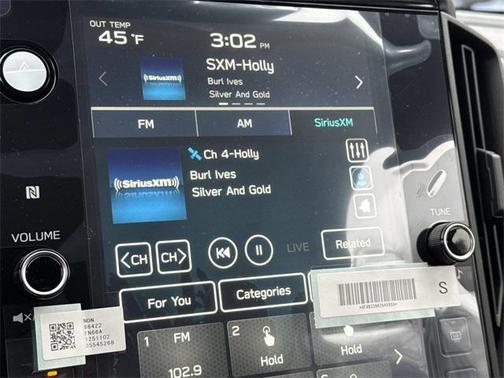 OUT TEMP
45 °F
3:02 PM
SXM-Holly
Burl Ives
Silver And Gold
((SiriusXM))
FM
AM
SiriusXM
Ch 4-Holly
Burl Ives
Silver And Gold
((SiriusXM))
VOLUME
TUNE
<CH
CH>
LIVE
Related
For You
Categories
S
1
FM
102.9
2
Hold
3
Hold